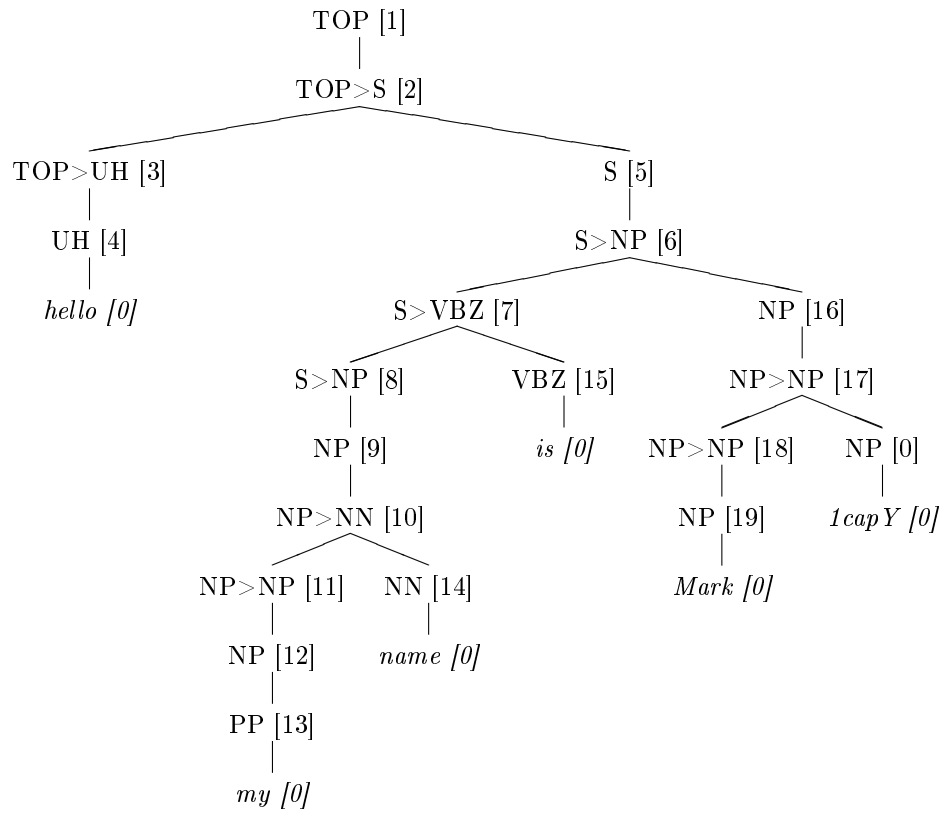 TOP [1]
TOP>S [2]
TOP>UH [3] S [5]
UH [4] S>NP [6]
hello [0] S>VBZ [7] NP [16]
S>NP [8] VBZ [15] NP>NP [17]
NP [9] is [0] NP>NP [18] NP [0]
NP>NN [10] NP [19] 1capY [0]
NP>NP [11] NN [14] Mark [0]
NP [12] name [0]
PP [13]
my [0]